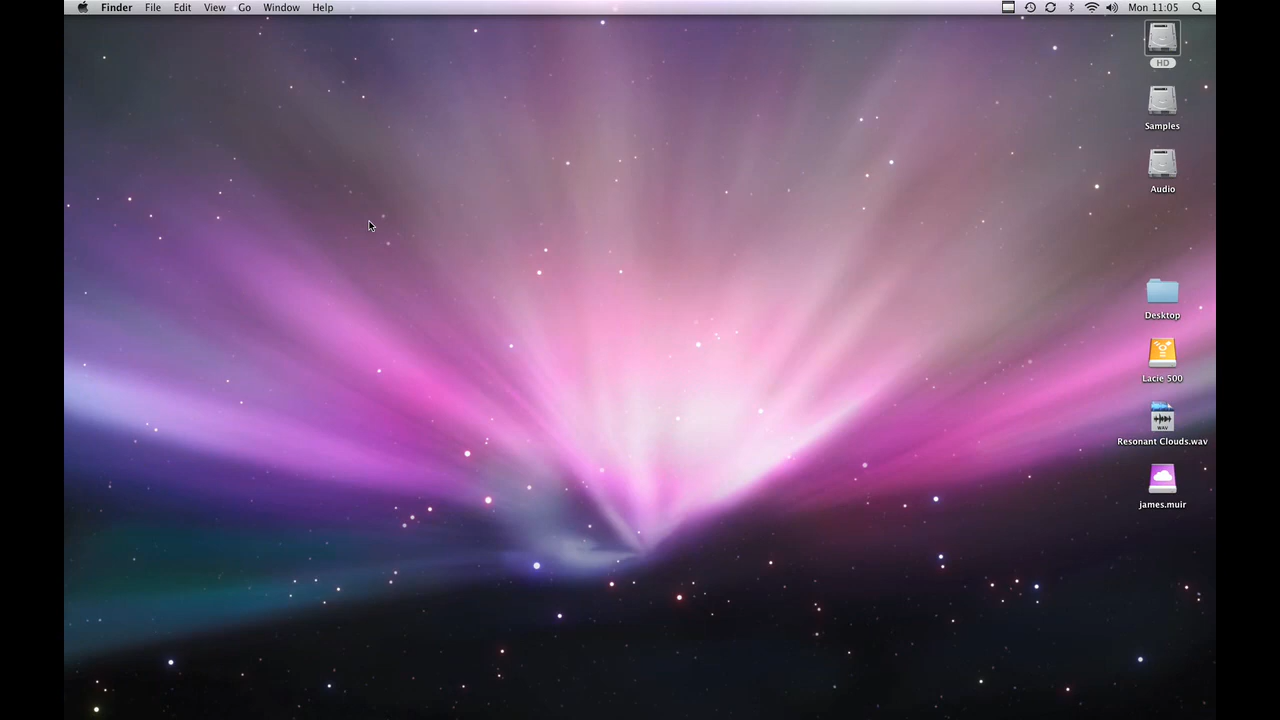 Finder File Edit View Go Window Help Mon 11:05
HD
Samples
Audio
Desktop
Lacie 500
WAV
Resonant Clouds.wav
james.muir